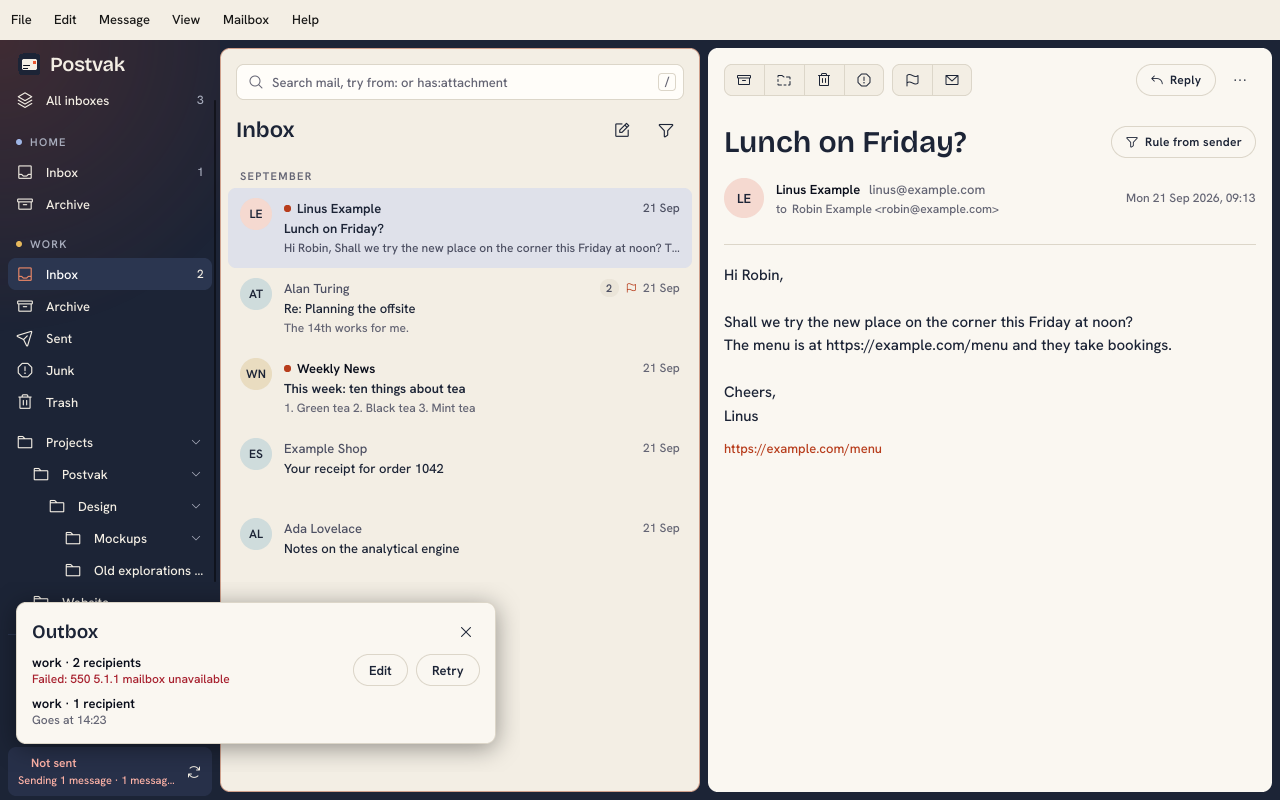 File Edit Message View Mailbox Help
Postvak
All inboxes 3
HOME
Inbox 1
Archive
WORK
Inbox 2
Archive
Sent
Junk
Trash
Projects
Postvak
Design
Mockups
Old explorations ...
Website
Search mail, try from: or has:attachment /
Inbox
SEPTEMBER
LE Linus Example 21 Sep
Lunch on Friday?
Hi Robin, Shall we try the new place on the corner this Friday at noon? T...
AT Alan Turing 2 21 Sep
Re: Planning the offsite
The 14th works for me.
WN Weekly News 21 Sep
This week: ten things about tea
1. Green tea 2. Black tea 3. Mint tea
ES Example Shop 21 Sep
Your receipt for order 1042
AL Ada Lovelace 21 Sep
Notes on the analytical engine
Reply ...
Lunch on Friday? Rule from sender
LE Linus Example linus@example.com
to Robin Example <robin@example.com>
Mon 21 Sep 2026, 09:13
Hi Robin,
Shall we try the new place on the corner this Friday at noon?
The menu is at https://example.com/menu and they take bookings.
Cheers,
Linus
https://example.com/menu
Outbox
work · 2 recipients
Failed: 550 5.1.1 mailbox unavailable
Edit Retry
work · 1 recipient
Goes at 14:23
Not sent
Sending 1 message · 1 messag...